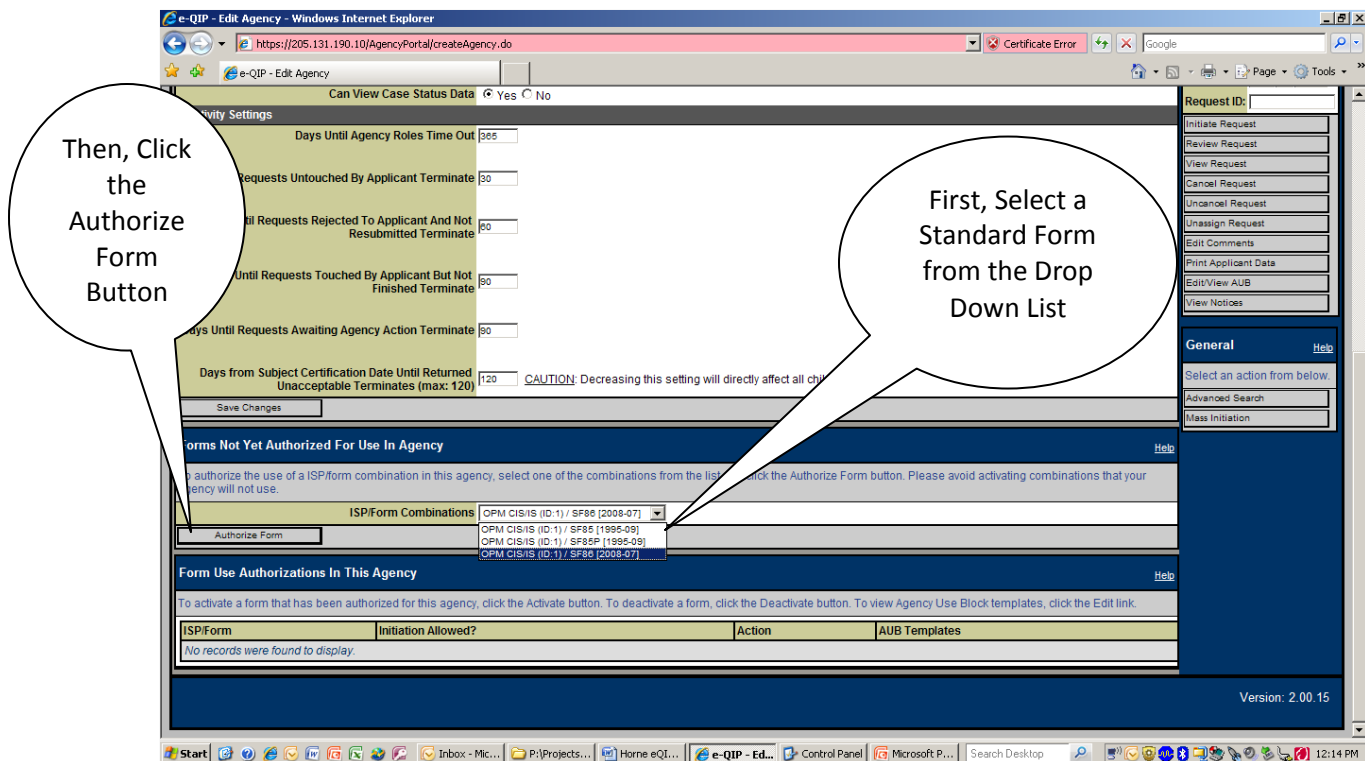 e-QIP - Edit Agency - Windows Internet Explorer
https://205.131.190.10/AgencyPortal/createAgency.do
Certificate Error
Google
e-QIP - Edit Agency
Page
Tools
Can View Case Status Data Yes No
tivity Settings
Days Until Agency Roles Time Out 365
Requests Untouched By Applicant Terminate 30
til Requests Rejected To Applicant And Not
Resubmitted Terminate 60
Until Requests Touched By Applicant But Not
Finished Terminate 90
ays Until Requests Awaiting Agency Action Terminate 90
Days from Subject Certification Date Until Returned
Unacceptable Terminates (max: 120) 120 CAUTION: Decreasing this setting will directly affect all
Save Changes
Then, Click
the
Authorize
Form
Button
First, Select a
Standard Form
from the Drop
Down List
Request ID:
Initiate Request
Review Request
View Request
Cancel Request
Uncancel Request
Unassign Request
Edit Comments
Print Applicant Data
Edit/View AUB
View Notices
General Help
Select an action from below.
Advanced Search
Mass Initiation
Forms Not Yet Authorized For Use In Agency Help
o authorize the use of a ISP/form combination in this agency, select one of the combinations from the list click the Authorize Form button. Please avoid activating combinations that your
agency will not use.
ISP/Form Combinations OPM CIS/IS (ID:1) / SF86 [2008-07]
OPM CIS/IS (ID:1) / SF85 [1995-09]
OPM CIS/IS (ID:1) / SF85P [1995-09]
OPM CIS/IS (ID:1) / SF86 [2008-07]
Authorize Form
Form Use Authorizations In This Agency Help
To activate a form that has been authorized for this agency, click the Activate button. To deactivate a form, click the Deactivate button. To view Agency Use Block templates, click the Edit link.
ISP/Form Initiation Allowed? Action AUB Templates
No records were found to display.
Version: 2.00.15
Start Inbox - Mic... P:\Projects... Horne eQI... e-QIP - Ed... Control Panel Microsoft P... Search Desktop 12:14 PM